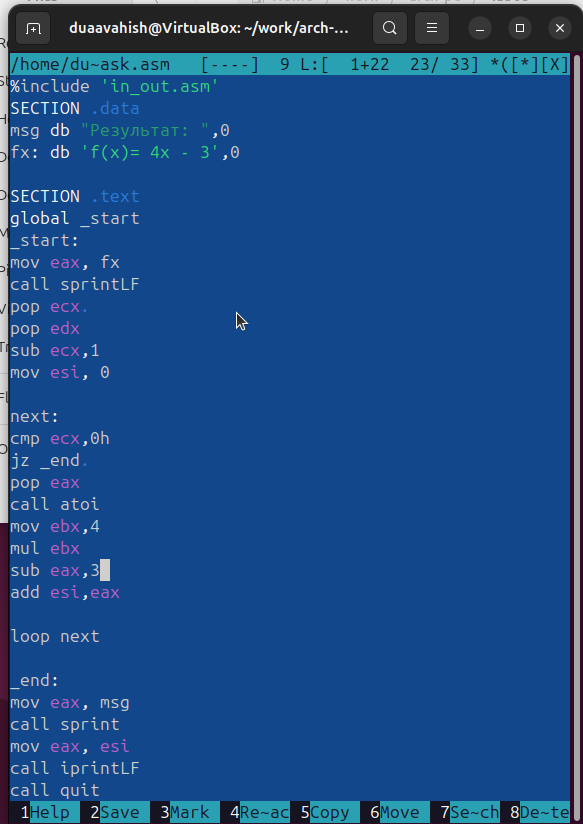 duaavahish@VirtualBox: ~/work/arch-...
/home/du~ask.asm [----] 9 L:[ 1+22 23/ 33] *([*][X]
%include 'in_out.asm'
SECTION .data
msg db "Результат: ",0
fx: db 'f(x)= 4x - 3',0
SECTION .text
global _start
_start:
mov eax, fx
call sprintLF
pop ecx.
pop edx
sub ecx,1
mov esi, 0
next:
cmp ecx,0h
jz _end.
pop eax
call atoi
mov ebx,4
mul ebx
sub eax,3
add esi,eax
loop next
_end:
mov eax, msg
call sprint
mov eax, esi
call iprintLF
call quit
1Help 2Save 3Mark 4Re~ac 5Copy 6Move 7Se~ch 8De~te